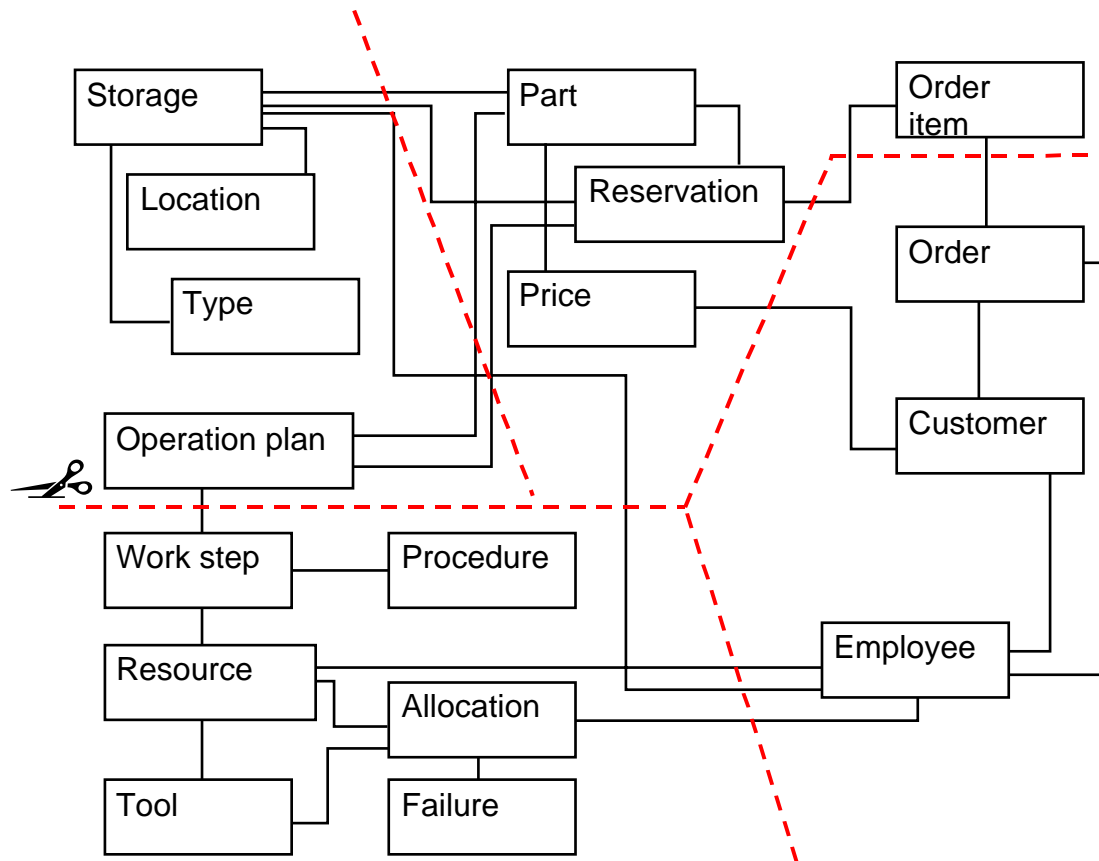 Storage
Part
Order
item
Location
Reservation
Order
Type
Price
Operation plan
Customer
Work step
Procedure
Resource
Employee
Allocation
Tool
Failure